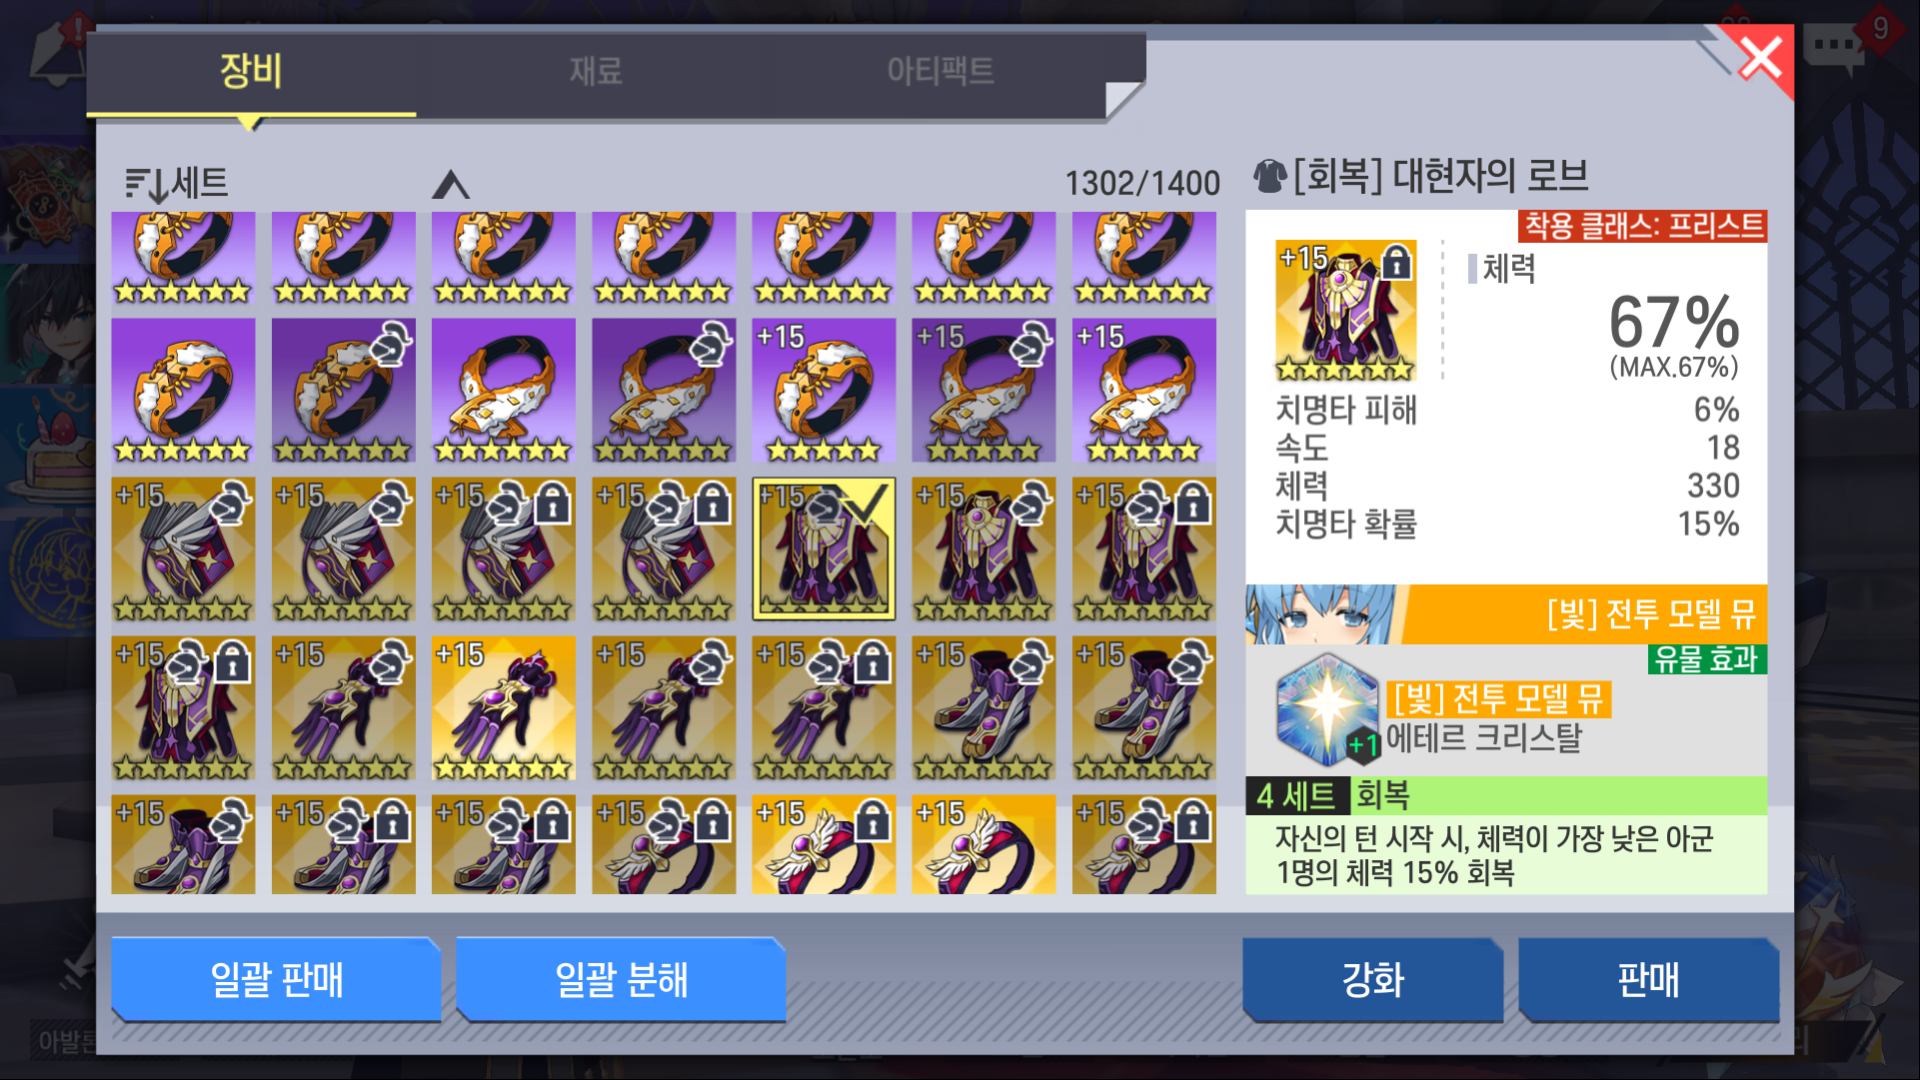 장비
재료
아티팩트
9
세트
1302/1400
[회복] 대현자의 로브
착용 클래스: 프리스트
+15
체력
67%
(MAX.67%)
치명타 피해 6%
속도 18
체력 330
치명타 확률 15%
[빛] 전투 모델 뮤
유물 효과
[빛] 전투 모델 뮤
+1 에테르 크리스탈
4 세트 회복
자신의 턴 시작 시, 체력이 가장 낮은 아군
1명의 체력 15% 회복
+15 +15 +15
+15 +15 +15 +15 +15 +15 +15
+15 +15 +15 +15 +15 +15 +15
+15 +15 +15 +15 +15 +15 +15
일괄 판매
일괄 분해
강화
판매